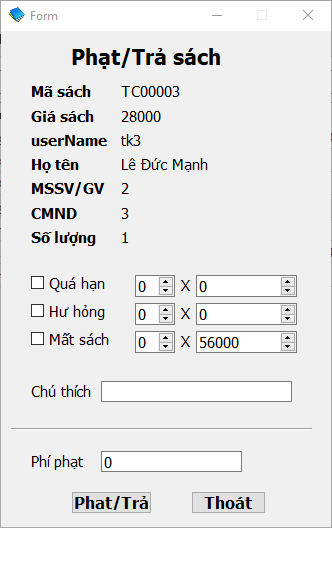 Form
Phạt/Trả sách
Mã sách TC00003
Giá sách 28000
userName tk3
Họ tên Lê Đức Mạnh
MSSV/GV 2
CMND 3
Số lượng 1
Quá hạn 0 X 0
Hư hỏng 0 X 0
Mất sách 0 X 56000
Chú thích
Phí phạt 0
Phat/Trả Thoát